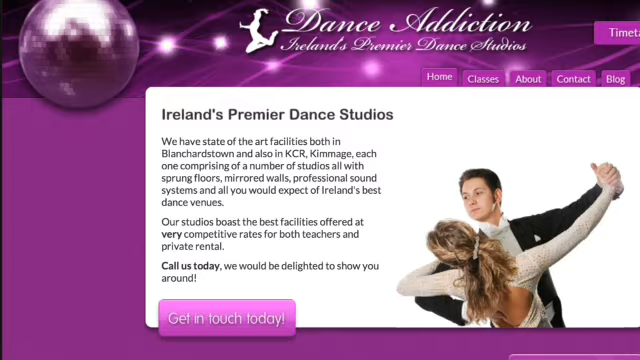 Dance Addiction
Ireland's Premier Dance Studios
Home
Classes
About
Contact
Blog
Ireland's Premier Dance Studios
We have state of the art facilities both in
Blanchardstown and also in KCR, Kimmage, each
one comprising of a number of studios all with
sprung floors, mirrored walls, professional sound
systems and all you would expect of Ireland's best
dance venues.
Our studios boast the best facilities offered at
very competitive rates for both teachers and
private rental.
Call us today, we would be delighted to show you
around!
Get in touch today!